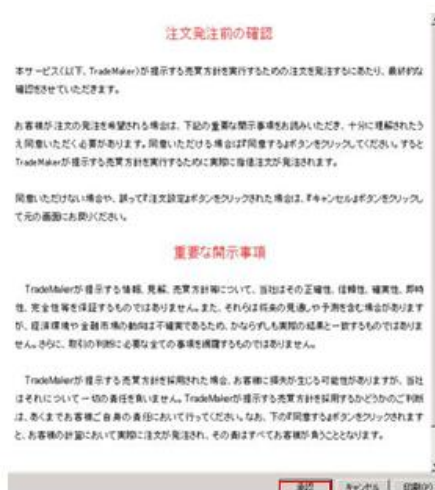 注文発注前の確認
本サービス(以下、TradeMaker)が提示する売買方針を実行するための注文を発注するにあたり、最終的な
確認をさせていただきます。
お客様が注文の発注を希望される場合は、下記の重要な開示事項をお読みいただき、十分に理解されたう
え同意いただく必要があります。同意いただける場合は『同意する』ボタンをクリックしてください。すると
TradeMakerが提示する売買方針を実行するために実際に指値注文が発注されます。
同意いただけない場合や、誤って『注文設定』ボタンをクリックされた場合は、『キャンセル』ボタンをクリックし
て元の画面にお戻りください。
重要な開示事項
TradeMakerが提示する情報、見解、売買方針等について、当社はその正確性、信頼性、確実性、即時
性、完全性等を保証するものではありません。また、それらは将来の見通しや予測を含む場合があります
が、経済環境や金融市場の動向は不確実であるため、かならずしも実際の結果と一致するものではありま
せん。さらに、取引の判断に必要な全ての事項を網羅するものではありません。
TradeMakerが提示する売買方針を採用された場合、お客様に損失が生じる可能性がありますが、当社
はそれについて一切の責任を負いません。TradeMakerが提示する売買方針を採用するかどうかのご判断
は、あくまでお客様ご自身の責任において行ってください。なお、下の『同意する』ボタンをクリックされます
と、お客様の計算において実際に注文が発注され、その責はすべてお客様が負うこととなります。
承認 キャンセル 印刷(P)